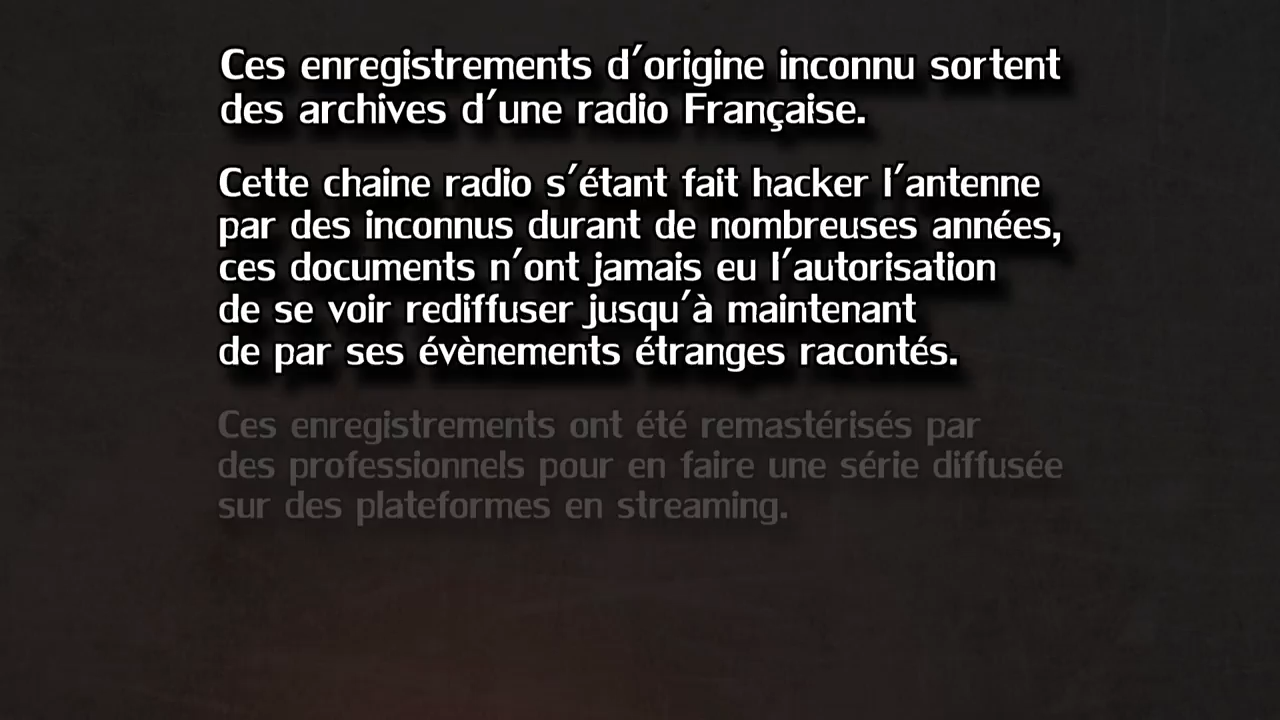 Ces enregistrements d'origine inconnu sortent
des archives d'une radio Française.
Cette chaine radio s'étant fait hacker l'antenne
par des inconnus durant de nombreuses années,
ces documents n'ont jamais eu l'autorisation
de se voir rediffuser jusqu'à maintenant
de par ses évènements étranges racontés.
Ces enregistrements ont été remastérisés par
des professionnels pour en faire une série diffusée
sur des plateformes en streaming.